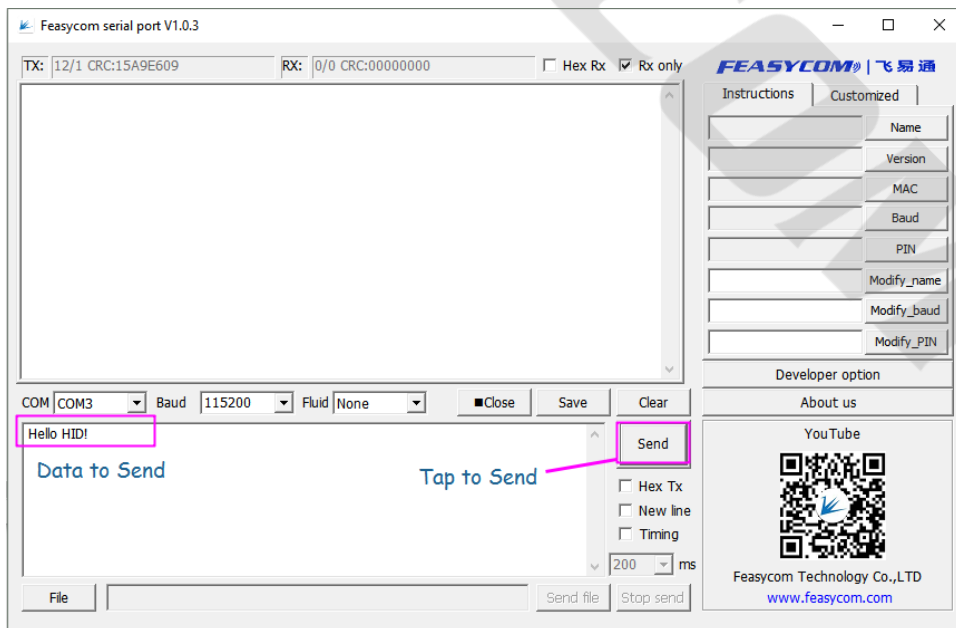 Feasycom serial port V1.0.3
TX: 12/1 CRC:15A9E609 RX: 0/0 CRC:00000000 Hex Rx Rx only
FEASYCOM | 飞易通
Instructions Customized
Name
Version
MAC
Baud
PIN
Modify_name
Modify_baud
Modify_PIN
Developer option
COM COM3 Baud 115200 Fluid None ■Close Save Clear
About us
Hello HID!
Send
YouTube
Data to Send
Tap to Send
Hex Tx
New line
Timing
200 ms
Feasycom Technology Co.,LTD
File Send file Stop send
www.feasycom.com